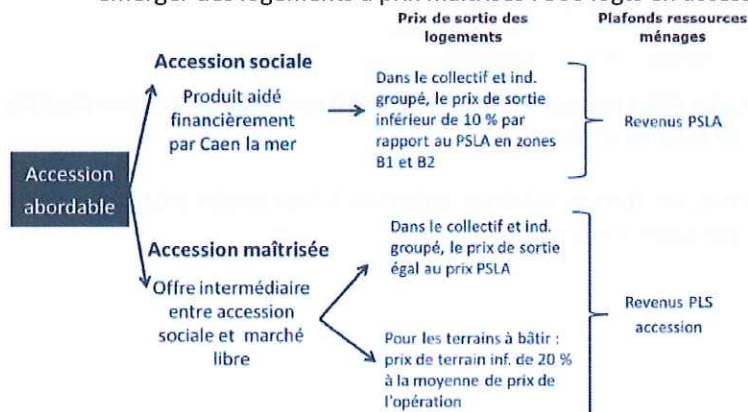 Prix de sortie des
logements
Plafonds ressources
ménages
Accession sociale
Produit aidé
financièrement
par Caen la mer
Dans le collectif et ind.
groupé, le prix de sortie
inférieur de 10 % par
rapport au PSLA en zones
B1 et B2
Revenus PSLA
Accession
abordable
Accession maîtrisée
Offre intermédiaire
entre accession
sociale et marché
libre
Dans le collectif et ind.
groupé, le prix de sortie
égal au prix PSLA
Pour les terrains à bâtir :
prix de terrain inf. de 20 %
à la moyenne de prix de
l'opération
Revenus PLS
accession